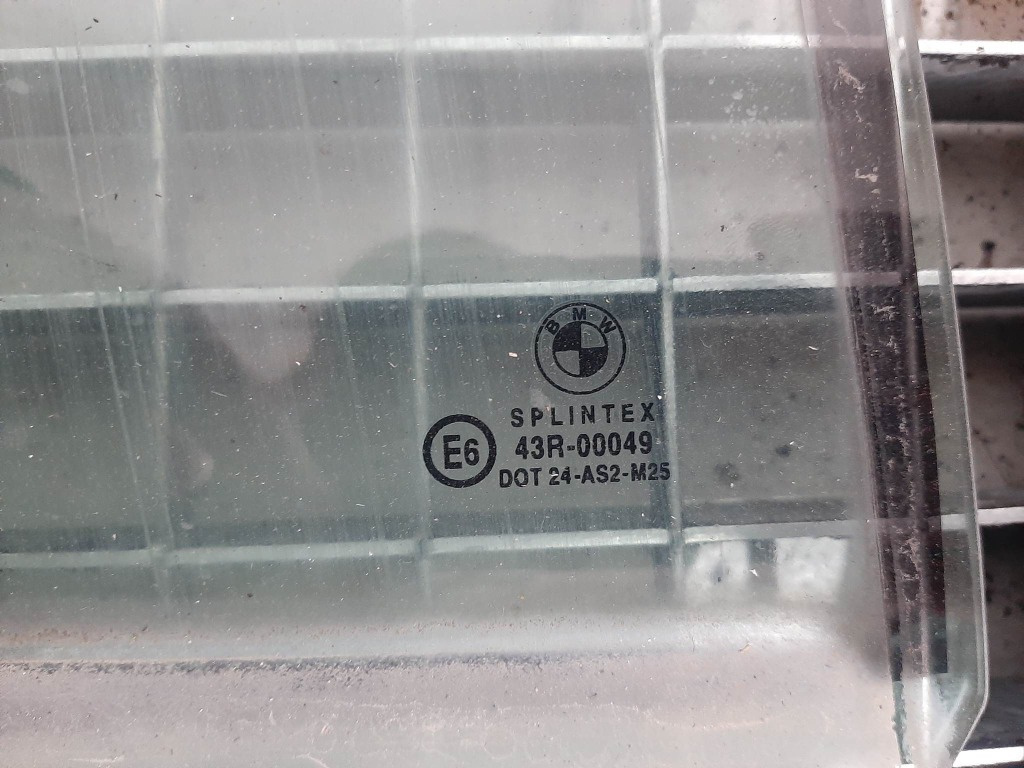 BMW
SPLINTEX
E6
43R-00049
DOT 24-AS2-M25